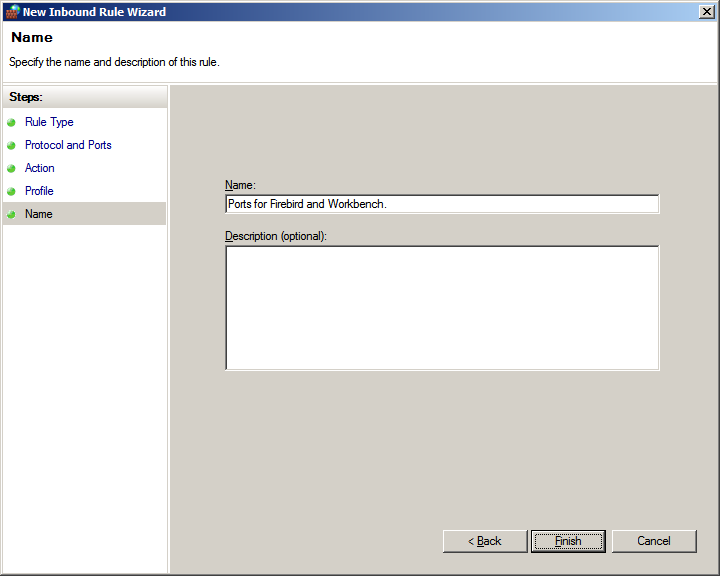 New Inbound Rule Wizard
Name
Specify the name and description of this rule.
Steps:
Rule Type
Protocol and Ports
Action
Profile
Name
Name:
Ports for Firebird and Workbench.
Description (optional):
< Back
Finish
Cancel